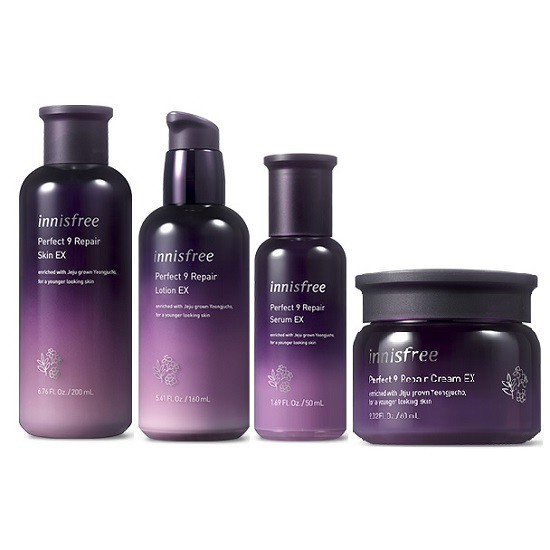 innisfree
Perfect 9 Repair
Skin EX
enriched with Jeju grown Yeongjucho,
for a younger looking skin
6.76 FL.Oz. / 200 mL
innisfree
Perfect 9 Repair
Lotion EX
enriched with Jeju grown Yeongjucho,
for a younger looking skin
5.41 FL.Oz. / 160 mL
innisfree
Perfect 9 Repair
Serum EX
enriched with Jeju grown Yeongjucho,
for a younger looking skin
1.69 FL.Oz. / 50 mL
innisfree
Perfect 9 Repair Cream EX
enriched with Jeju grown Yeongjucho,
for a younger looking skin
/ 60 mL